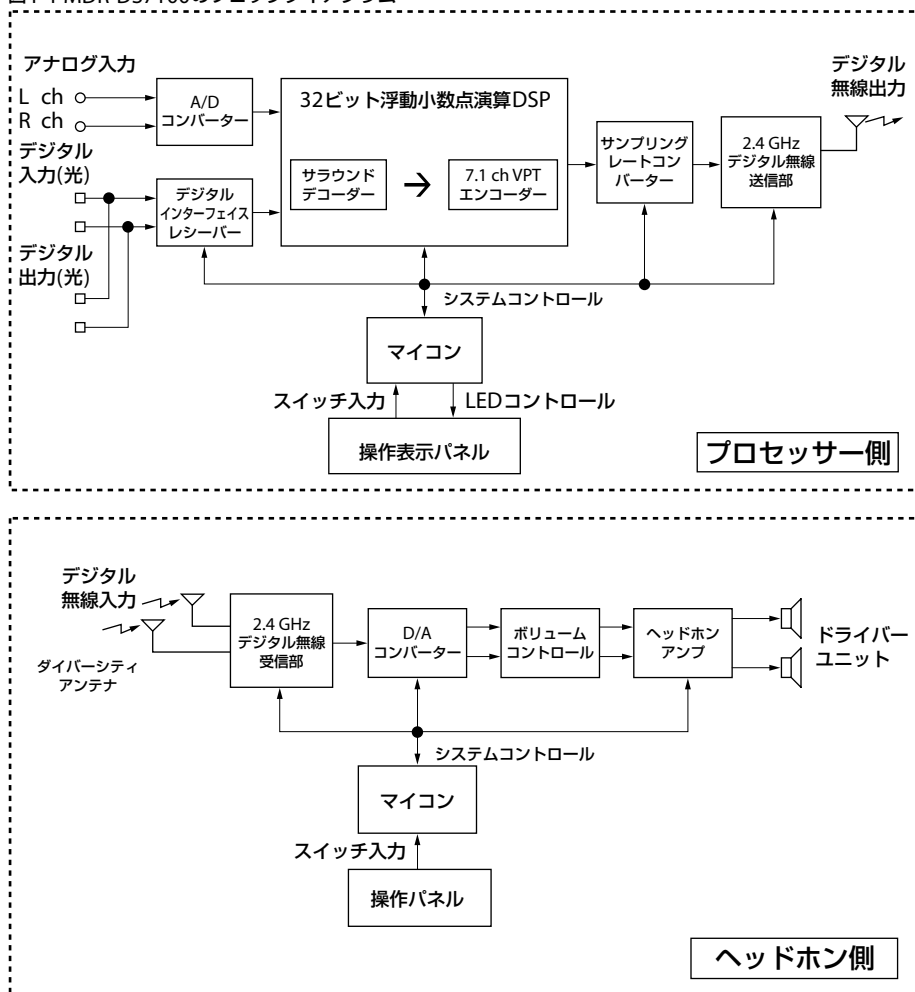 アナログ入力
L ch
R ch
A/D
コンバーター
デジタル
入力(光)
デジタル
インターフェイス
レシーバー
デジタル
出力(光)
32ビット浮動小数点演算DSP
サラウンド
デコーダー
→
7.1 ch VPT
エンコーダー
サンプリング
レートコン
バーター
2.4 GHz
デジタル無線
送信部
デジタル
無線出力
システムコントロール
マイコン
スイッチ入力
LEDコントロール
操作表示パネル
プロセッサー側
デジタル
無線入力
ダイバーシティ
アンテナ
2.4 GHz
デジタル無線
受信部
D/A
コンバーター
ボリューム
コントロール
ヘッドホン
アンプ
ドライバー
ユニット
システムコントロール
マイコン
スイッチ入力
操作パネル
ヘッドホン側